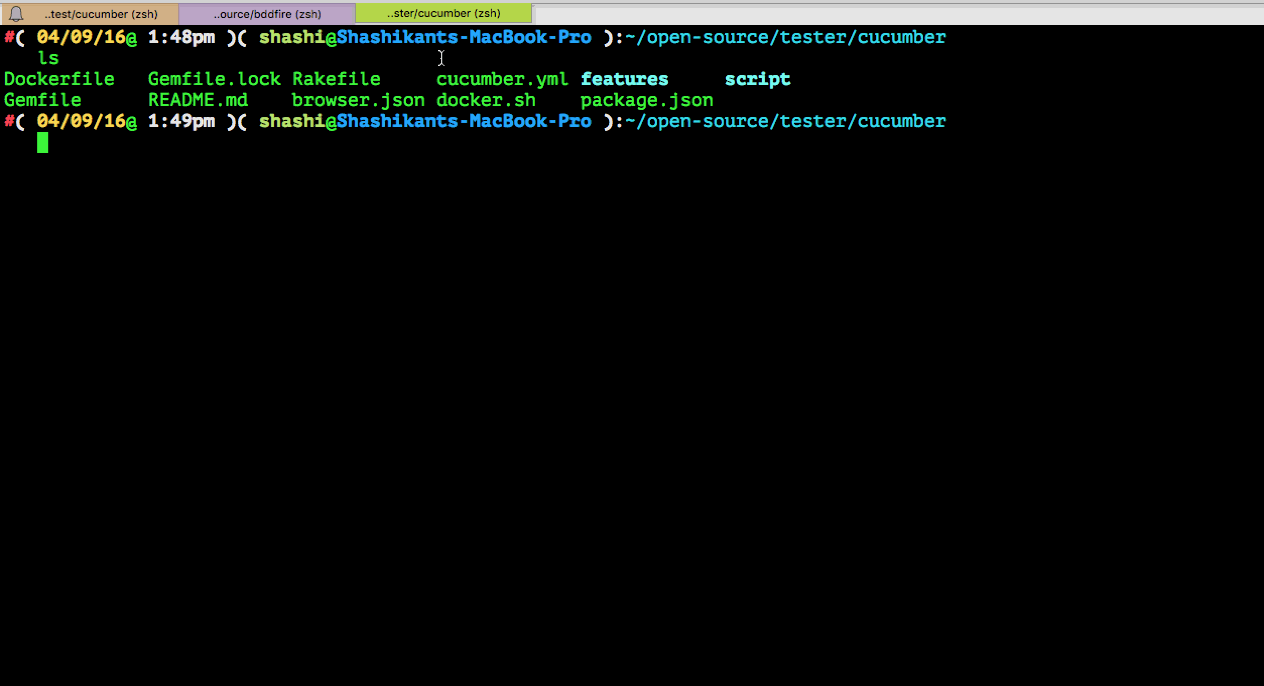 ..test/cucumber (zsh) ..ource/bddfire (zsh) ..ster/cucumber (zsh)
#( 04/09/16@ 1:48pm )( shashi@Shashikants-MacBook-Pro ):~/open-source/tester/cucumber
ls
Dockerfile Gemfile.lock Rakefile cucumber.yml features script
Gemfile README.md browser.json docker.sh package.json
#( 04/09/16@ 1:49pm )( shashi@Shashikants-MacBook-Pro ):~/open-source/tester/cucumber